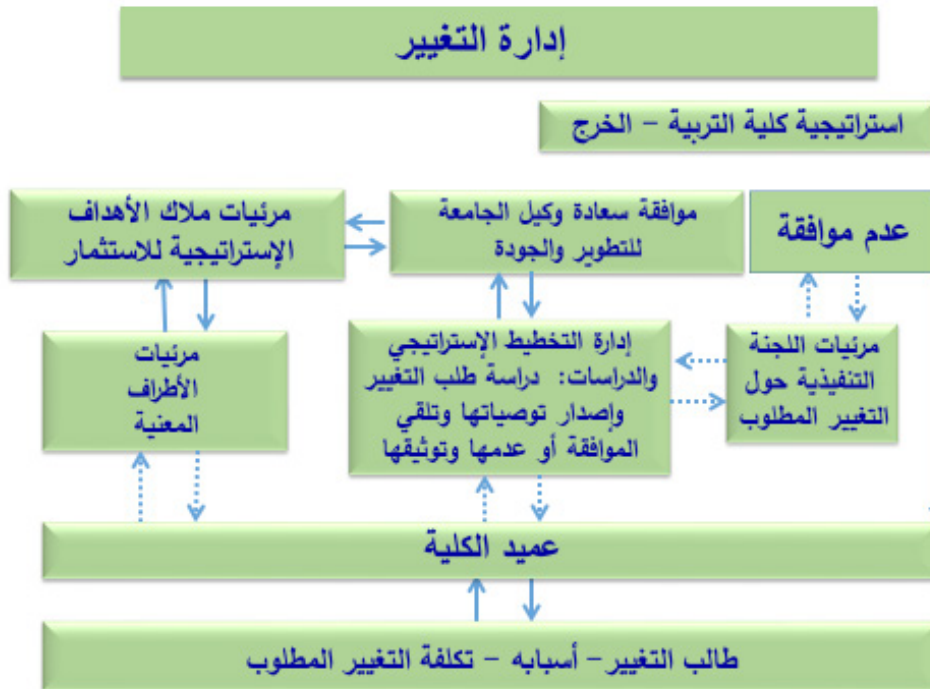 إدارة التغيير
استراتيجية كلية التربية – الخرج
عدم موافقة
موافقة سعادة وكيل الجامعة
للتطوير والجودة
مرئيات ملاك الأهداف
الإستراتيجية للاستثمار
مرئيات اللجنة
التنفيذية حول
التغيير المطلوب
إدارة التخطيط الإستراتيجي
والدراسات: دراسة طلب التغيير
وإصدار توصياتها وتلقي
الموافقة أو عدمها وتوثيقها
مرئيات
الأطراف
المعنية
عميد الكلية
طالب التغيير – أسبابه – تكلفة التغيير المطلوب